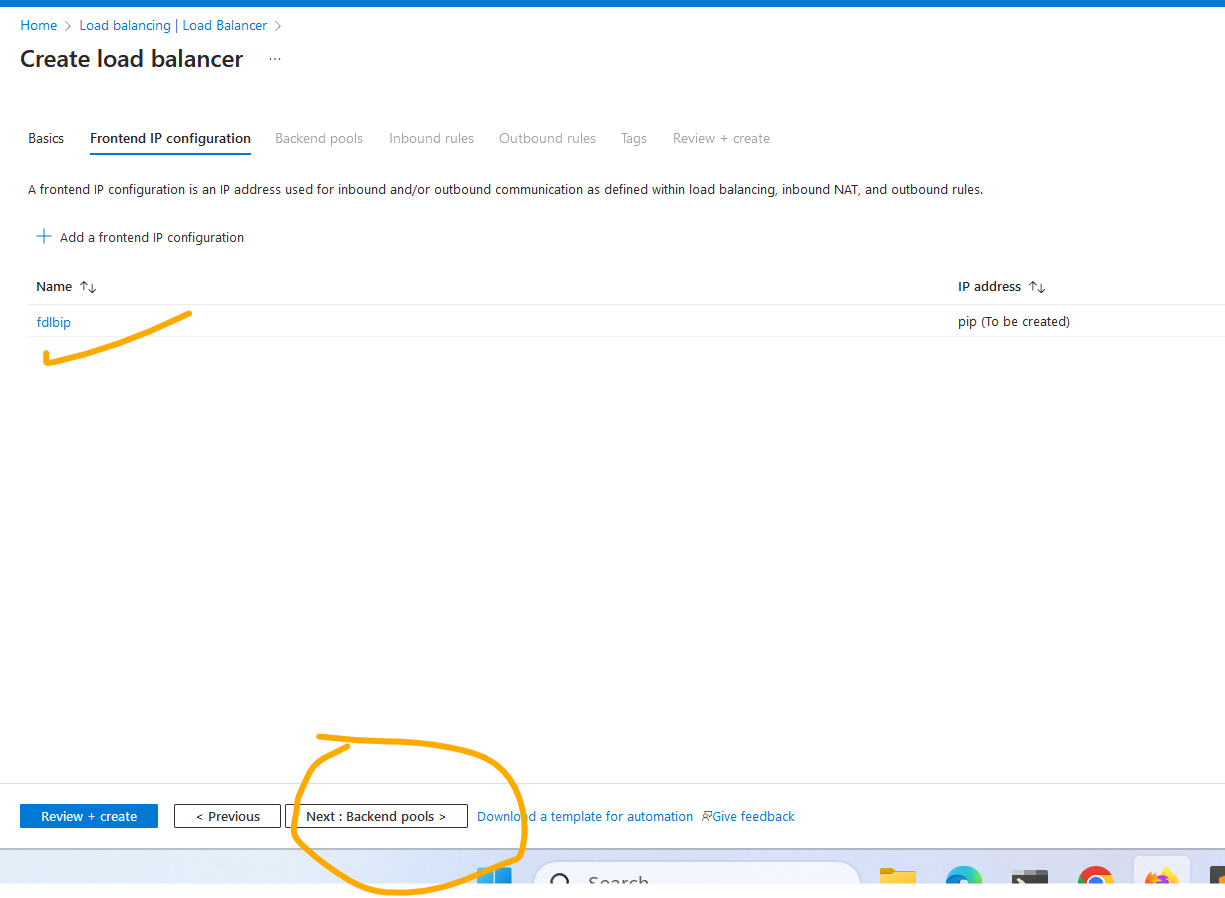 Home > Load balancing | Load Balancer >
Create load balancer ...
Basics Frontend IP configuration Backend pools Inbound rules Outbound rules Tags Review + create
A frontend IP configuration is an IP address used for inbound and/or outbound communication as defined within load balancing, inbound NAT, and outbound rules.
+ Add a frontend IP configuration
Name ↑↓ IP address ↑↓
fdlbip pip (To be created)
Review + create < Previous Next : Backend pools > Download a template for automation Give feedback
Search